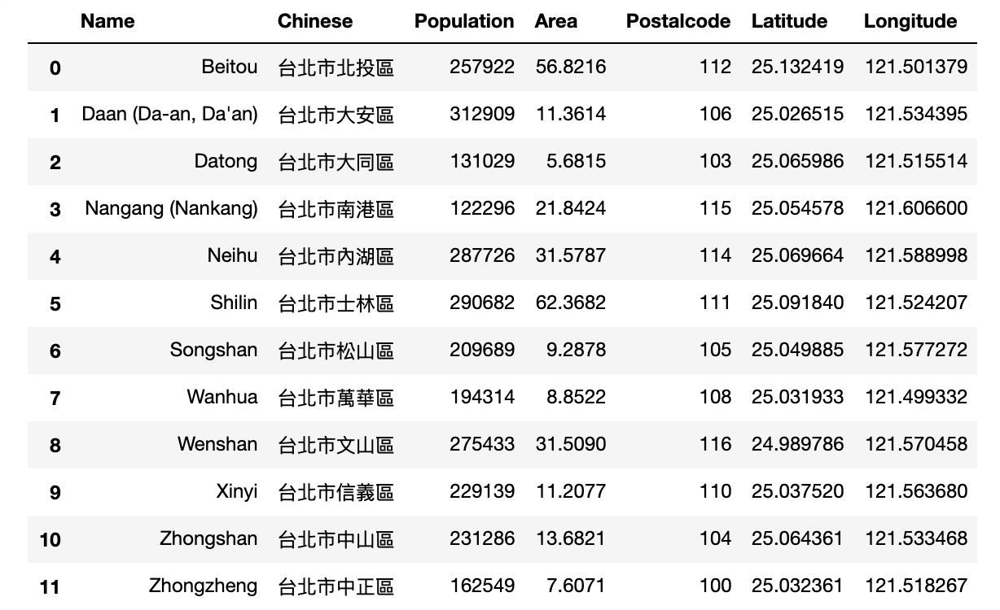 Name Chinese Population Area Postalcode Latitude Longitude
0 Beitou 台北市北投區 257922 56.8216 112 25.132419 121.501379
1 Daan (Da-an, Da'an) 台北市大安區 312909 11.3614 106 25.026515 121.534395
2 Datong 台北市大同區 131029 5.6815 103 25.065986 121.515514
3 Nangang (Nankang) 台北市南港區 122296 21.8424 115 25.054578 121.606600
4 Neihu 台北市內湖區 287726 31.5787 114 25.069664 121.588998
5 Shilin 台北市士林區 290682 62.3682 111 25.091840 121.524207
6 Songshan 台北市松山區 209689 9.2878 105 25.049885 121.577272
7 Wanhua 台北市萬華區 194314 8.8522 108 25.031933 121.499332
8 Wenshan 台北市文山區 275433 31.5090 116 24.989786 121.570458
9 Xinyi 台北市信義區 229139 11.2077 110 25.037520 121.563680
10 Zhongshan 台北市中山區 231286 13.6821 104 25.064361 121.533468
11 Zhongzheng 台北市中正區 162549 7.6071 100 25.032361 121.518267